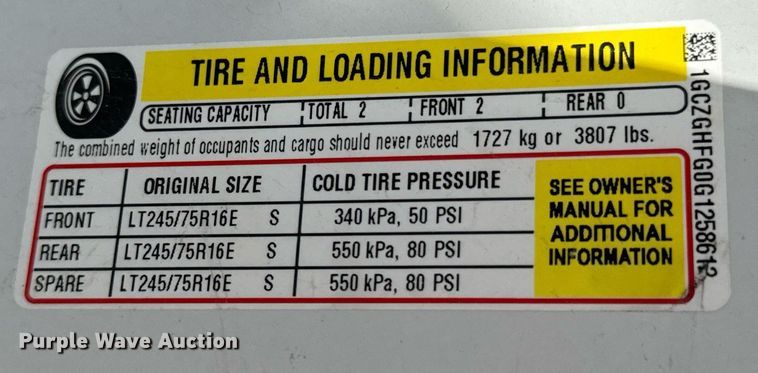 TIRE AND LOADING INFORMATION
SEATING CAPACITY TOTAL 2 FRONT 2 REAR 0
The combined weight of occupants and cargo should never exceed 1727 kg or 3807 lbs.
TIRE ORIGINAL SIZE COLD TIRE PRESSURE
FRONT LT245/75R16E S 340 kPa, 50 PSI
REAR LT245/75R16E S 550 kPa, 80 PSI
SPARE LT245/75R16E S 550 kPa, 80 PSI
SEE OWNER'S
MANUAL FOR
ADDITIONAL
INFORMATION
1GCZGHFG0G1258613
Purple Wave Auction